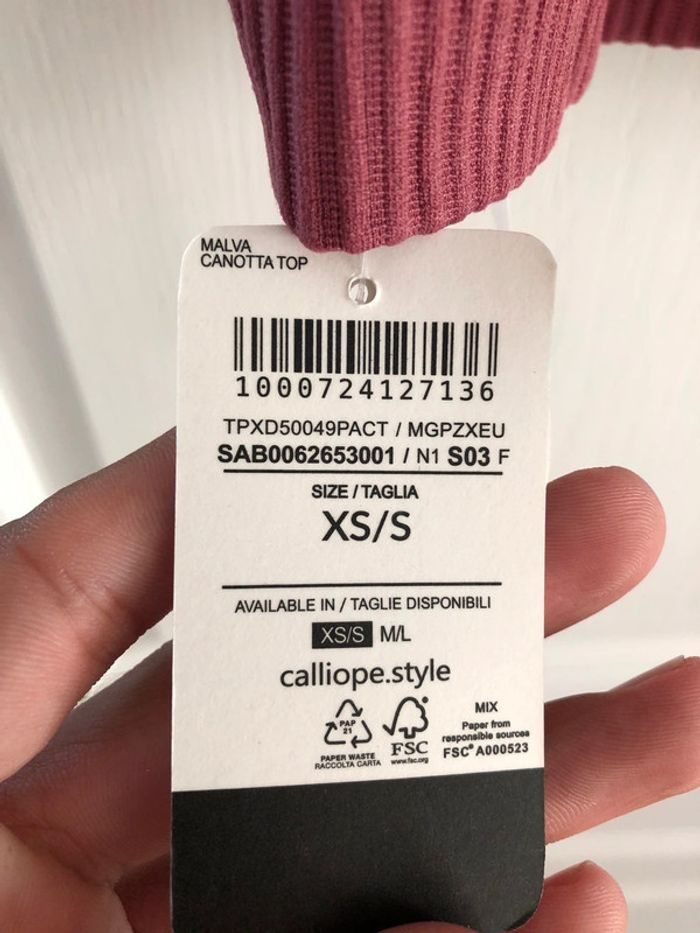 MALVA
CANOTTA TOP
1000724127136
TPXD50049PACT / MGPZXEU
SAB0062653001 / N1 S03 F
SIZE / TAGLIA
XS/S
AVAILABLE IN / TAGLIE DISPONIBILI
XS/S M/L
calliope.style
PAP
21
PAPER WASTE
RACCOLTA CARTA
FSC
www.fsc.org
MIX
Paper from
responsible sources
FSC® A000523